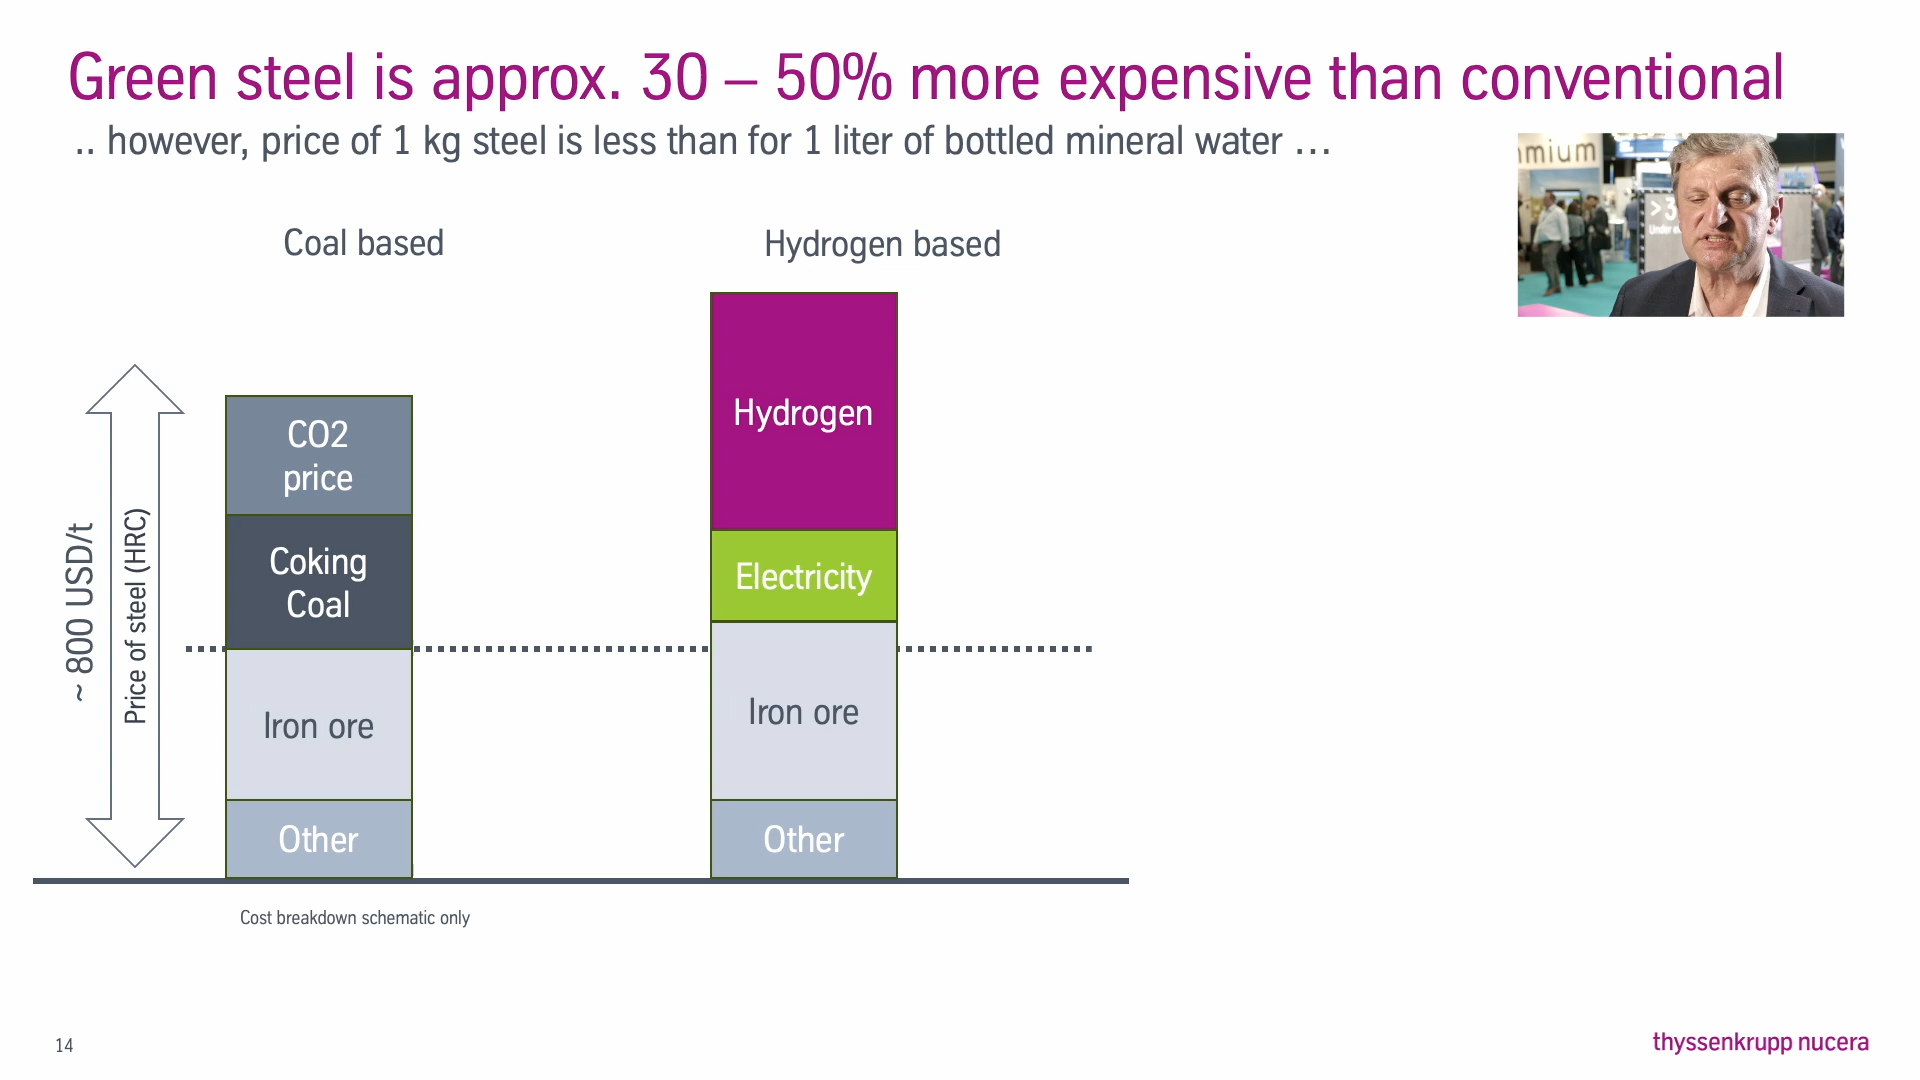 Green steel is approx. 30 – 50% more expensive than conventional
.. however, price of 1 kg steel is less than for 1 liter of bottled mineral water ...
mium
>3
Coal based
Hydrogen based
CO2
price
Coking
Coal
Iron ore
Other
Hydrogen
Electricity
Iron ore
Other
~ 800 USD/t
Price of steel (HRC)
Cost breakdown schematic only
14
thyssenkrupp nucera